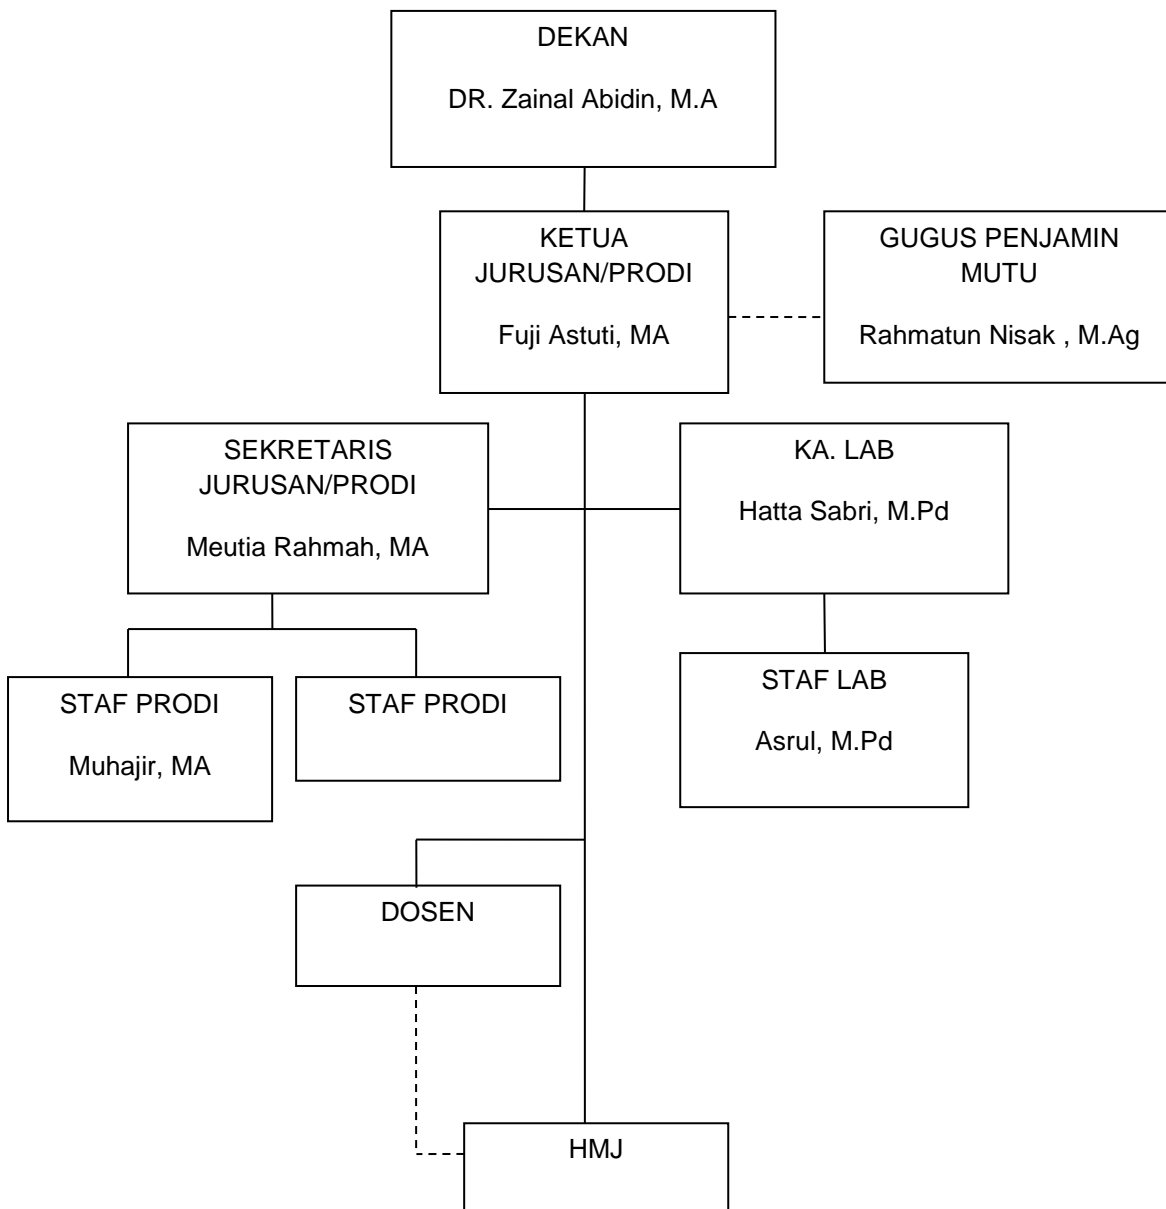 DEKAN
DR. Zainal Abidin, M.A
KETUA
JURUSAN/PRODI
Fuji Astuti, MA
GUGUS PENJAMIN
MUTU
Rahmatun Nisak , M.Ag
SEKRETARIS
JURUSAN/PRODI
Meutia Rahmah, MA
KA. LAB
Hatta Sabri, M.Pd
STAF PRODI
Muhajir, MA
STAF PRODI
STAF LAB
Asrul, M.Pd
DOSEN
HMJ